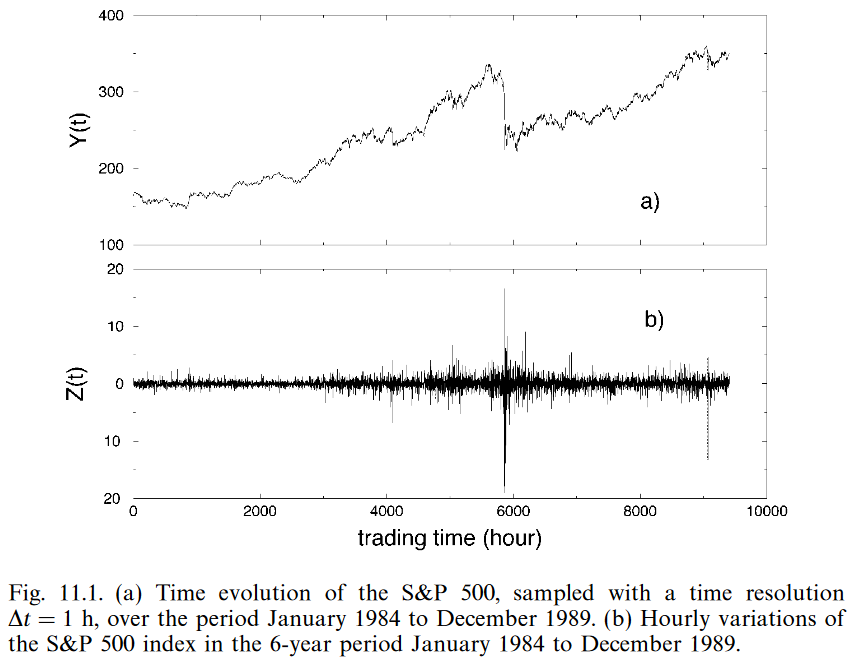 400
300
200
100
Y(t)
a)
20
10
0
10
20
Z(t)
b)
0
2000
4000
6000
8000
10000
trading time (hour)
Fig. 11.1. (a) Time evolution of the S&P 500, sampled with a time resolution
Δt = 1 h, over the period January 1984 to December 1989. (b) Hourly variations of
the S&P 500 index in the 6-year period January 1984 to December 1989.